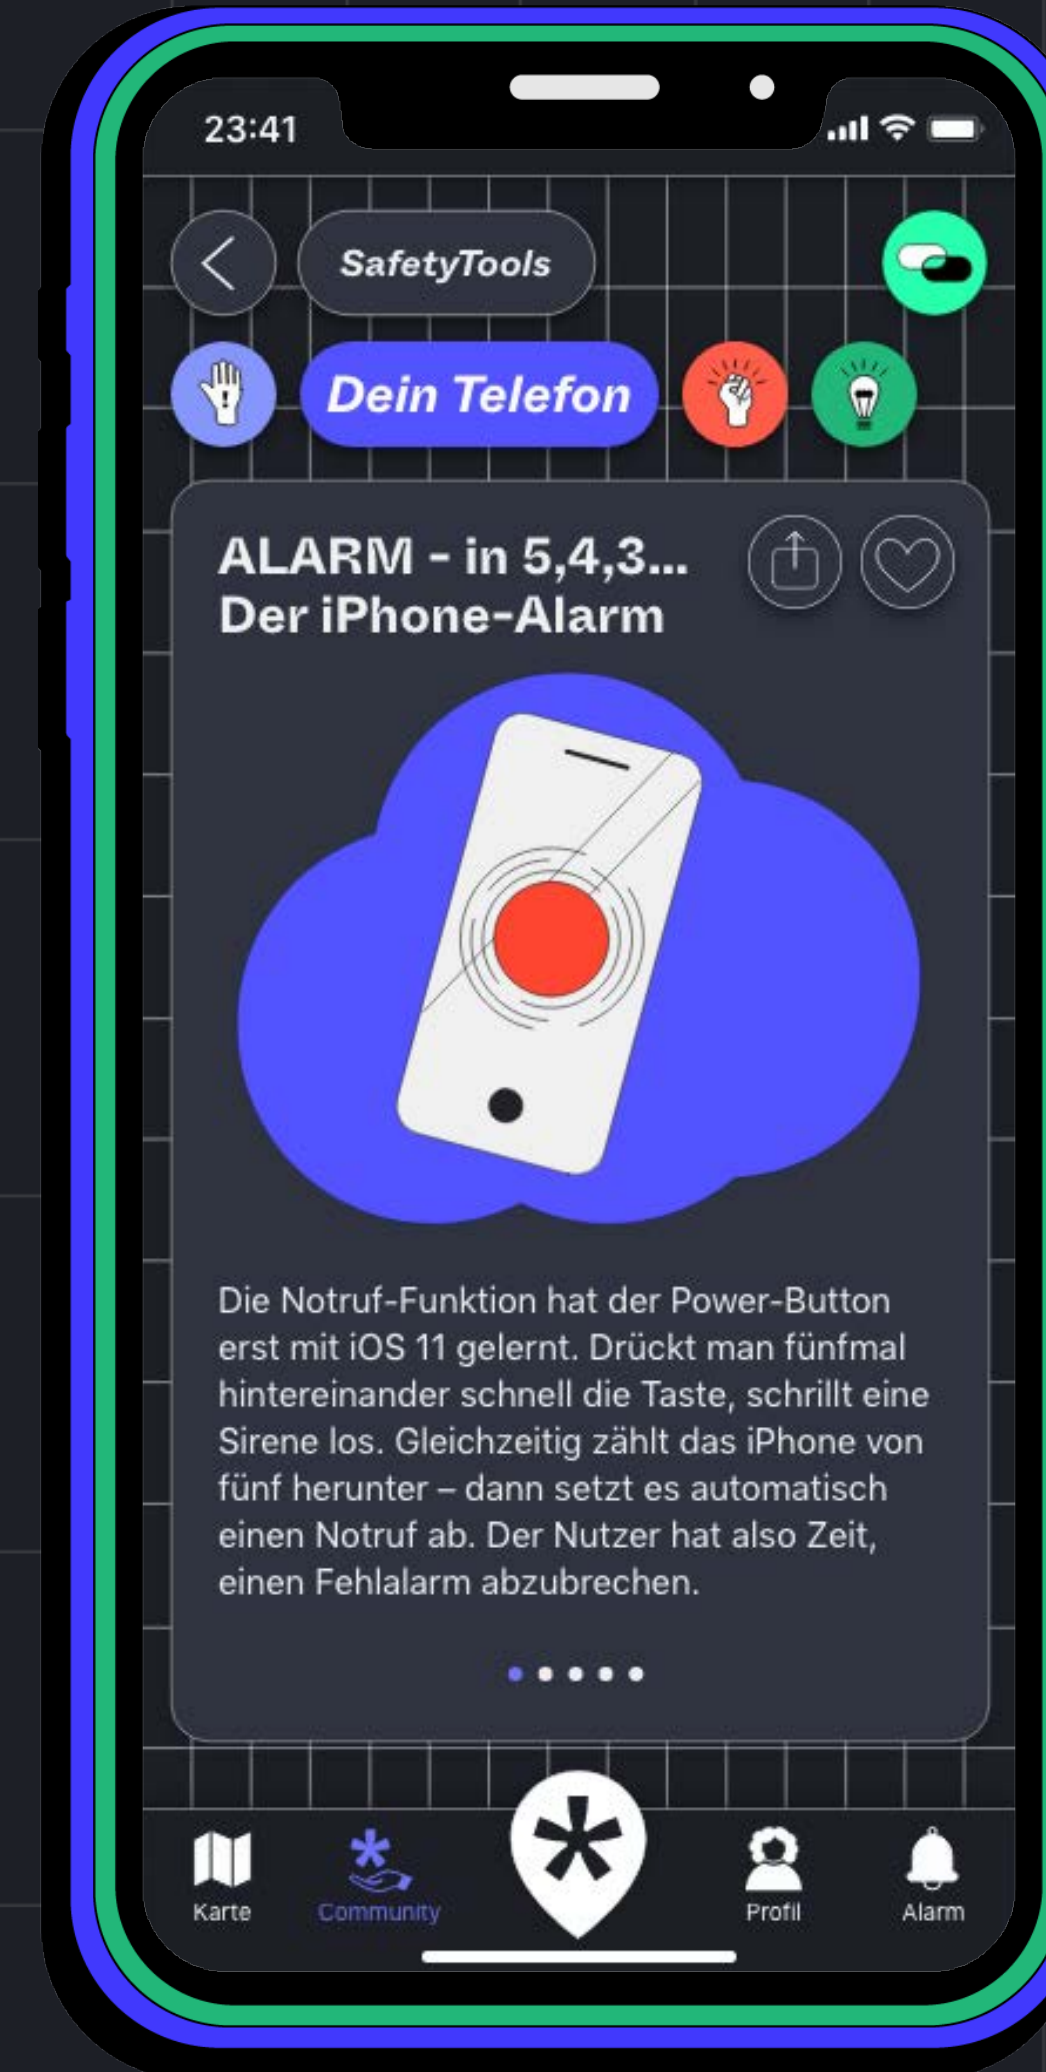 23:41
SafetyTools
Dein Telefon
ALARM - in 5,4,3...
Der iPhone-Alarm
Die Notruf-Funktion hat der Power-Button
erst mit iOS 11 gelernt. Drückt man fünfmal
hintereinander schnell die Taste, schrillt eine
Sirene los. Gleichzeitig zählt das iPhone von
fünf herunter – dann setzt es automatisch
einen Notruf ab. Der Nutzer hat also Zeit,
einen Fehlalarm abzubrechen.
Karte
Community
Profil
Alarm